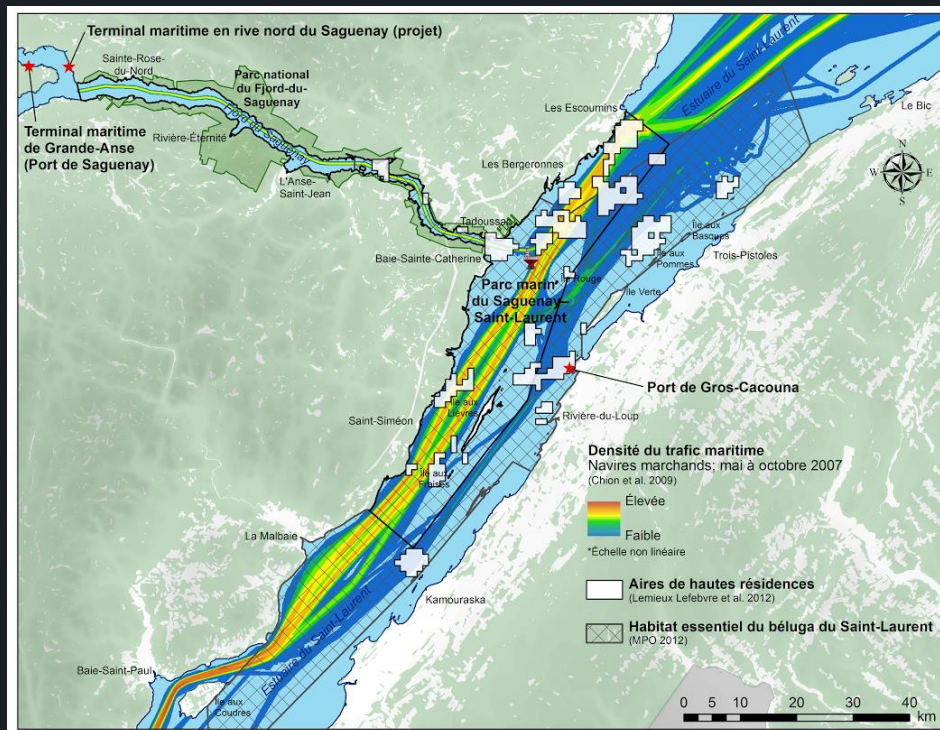 Terminal maritime en rive nord du Saguenay (projet)
Sainte-Rose-
du-Nord
Parc national
du Fjord-du-
Saguenay
Fjord du Saguenay
Terminal maritime
de Grande-Anse
(Port de Saguenay)
Rivière-Éternité
L'Anse-
Saint-Jean
Les Escoumins
Estuaire du Saint-Laurent
Le Bic
N
W E
S
Les Bergeronnes
Tadoussac
Baie-Sainte-Catherine
Île aux
Basques
Île aux
Pommes
Trois-Pistoles
Île Rouge
Île Verte
Parc marin
du Saguenay-
Saint-Laurent
Port de Gros-Cacouna
Île aux
Lièvres
Rivière-du-Loup
Saint-Siméon
Île aux
Fraises
La Malbaie
Kamouraska
Estuaire du Saint-Laurent
Baie-Saint-Paul
Île aux
Coudres
Densité du trafic maritime
Navires marchands; mai à octobre 2007
(Chion et al. 2009)
Élevée
Faible
*Échelle non linéaire
Aires de hautes résidences
(Lemieux Lefebvre et al. 2012)
Habitat essentiel du béluga du Saint-Laurent
(MPO 2012)
0 5 10 20 30 40
km